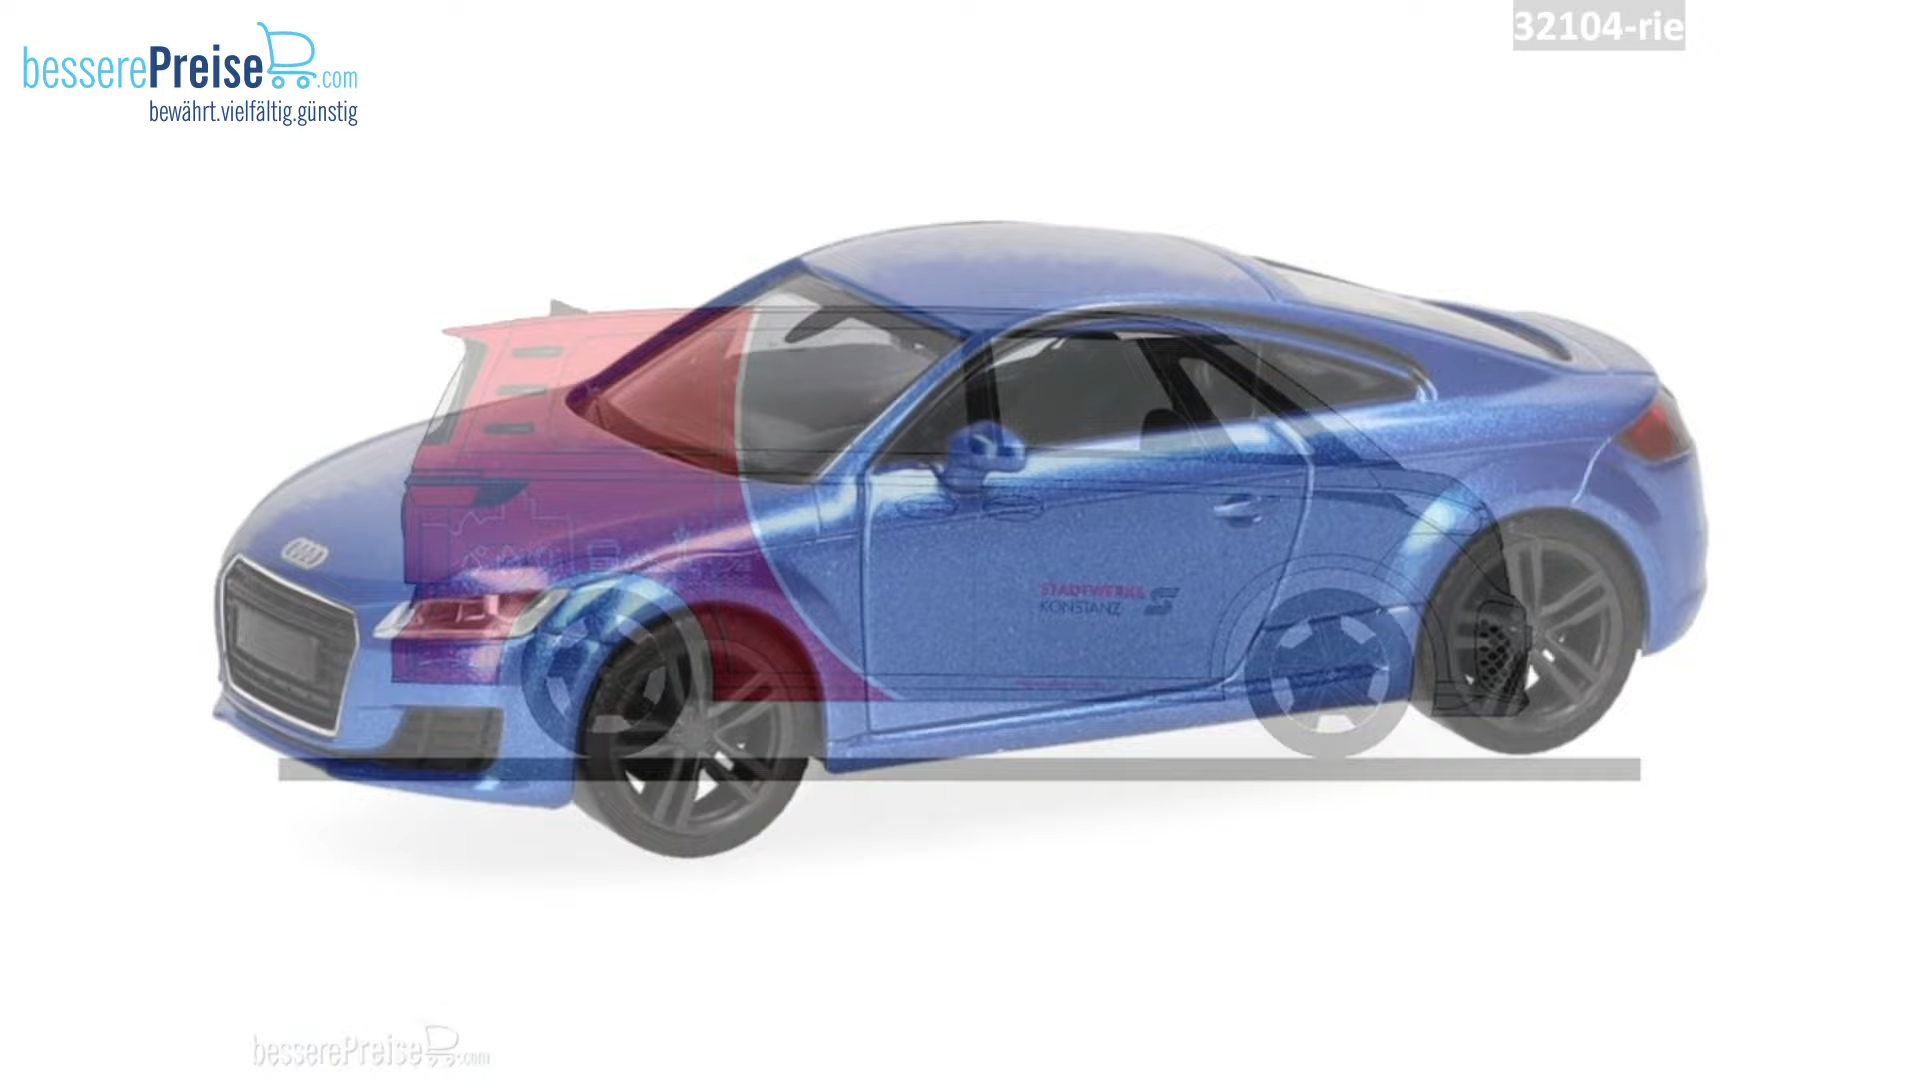 besserePreise.com
bewährt.vielfältig.günstig
32104-rie
STADTWERKE
KONSTANZ
besserePreise.com